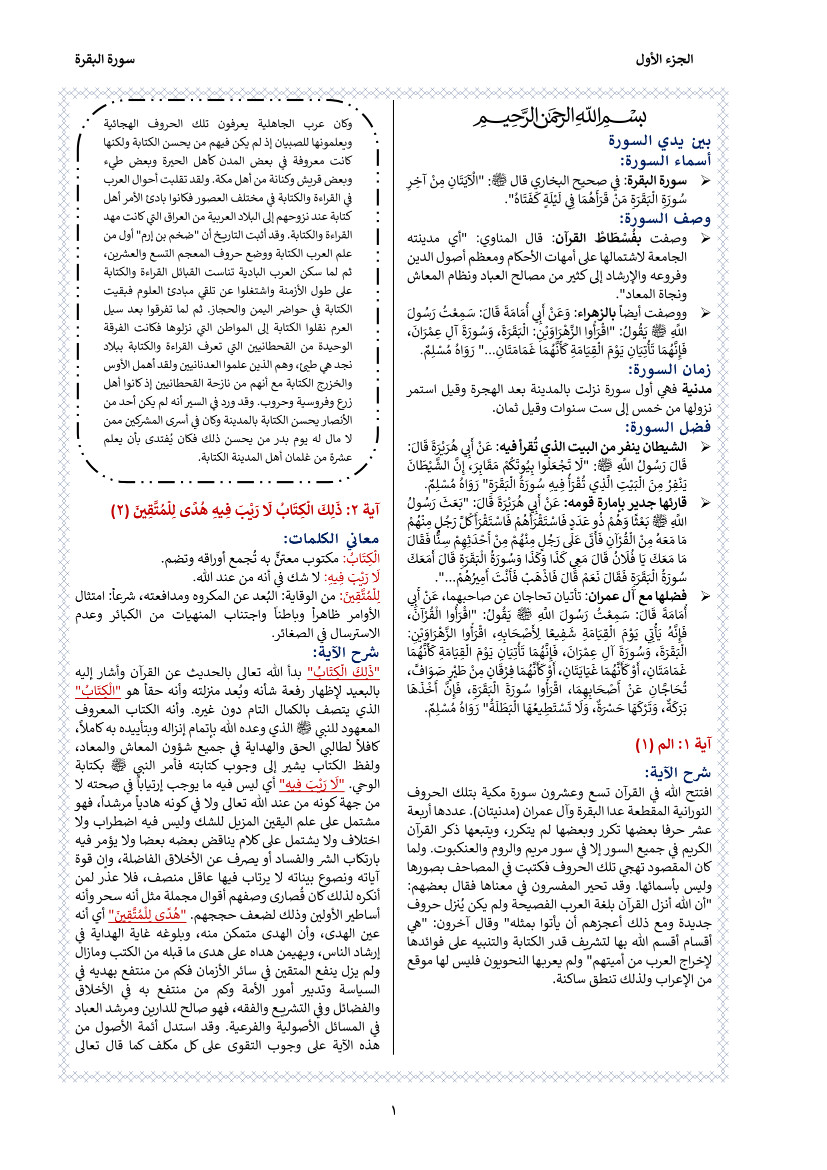 الجزء الأول
سورة البقرة
بسم الله الرحمن الرحيم
بين يدي السورة
أسماء السورة:
➢ سورة البقرة: في صحيح البخاري قال ﷺ: "الْآيَتَانِ مِنْ آخِرِ
سُورَةِ الْبَقَرَةِ مَنْ قَرَأَهُمَا فِي لَيْلَةٍ كَفَتَاهُ".
وصف السورة:
➢ وصفت بفُسْطَاطُ القرآن: قال المناوي: "أي مدينته
الجامعة لاشتمالها على أمهات الأحكام ومعظم أصول الدين
وفروعه والإرشاد إلى كثير من مصالح العباد ونظام المعاش
ونجاة المعاد".
➢ ووصفت أيضاً بالزهراء: وَعَنْ أَبِي أُمَامَةَ قَالَ: سَمِعْتُ رَسُولَ
اللهِ ﷺ يَقُولُ: "اقْرَأُوا الزَّهْرَاوَيْنِ: الْبَقَرَةَ، وَسُورَةَ آلِ عِمْرَانَ،
فَإِنَّهُمَا تَأْتِيَانِ يَوْمَ الْقِيَامَةِ كَأَنَّهُمَا غَمَامَتَانِ..." رَوَاهُ مُسْلِمٌ.
زمان السورة:
مدنية فهي أول سورة نزلت بالمدينة بعد الهجرة وقيل استمر
نزولها من خمس إلى ست سنوات وقيل ثمان.
فضل السورة:
➢ الشيطان ينفر من البيت الذي تُقرأ فيه: عَنْ أَبِي هُرَيْرَةَ قَالَ:
قَالَ رَسُولُ اللهِ ﷺ: "لَا تَجْعَلُوا بِيُوتَكُمْ مَقَابِرَ، إِنَّ الشَّيْطَانَ
يَنْفِرُ مِنَ الْبَيْتِ الَّذِي تُقْرَأُ فِيهِ سُورَةُ الْبَقَرَةِ" رَوَاهُ مُسْلِمٌ.
➢ قارئها جدير بإمارة قومه: عَنْ أَبِي هُرَيْرَةَ قَالَ: "بَعَثَ رَسُولُ
اللهِ ﷺ بَعْثًا وَهُمْ ذُو عَدَدٍ فَاسْتَقْرَأَهُمْ فَاسْتَقْرَأَ كُلَّ رَجُلٍ مِنْهُمْ
مَا مَعَهُ مِنْ الْقُرْآنِ فَأَتَى عَلَى رَجُلٍ مِنْهُمْ مِنْ أَحْدَثِهِمْ سِنًّا فَقَالَ
مَا مَعَكَ يَا فُلَانُ قَالَ مَعِي كَذَا وَكَذَا وَسُورَةُ الْبَقَرَةِ قَالَ أَمَعَكَ
سُورَةُ الْبَقَرَةِ فَقَالَ نَعَمْ قَالَ فَاذْهَبْ فَأَنْتَ أَمِيرُهُمْ...".
➢ فضلها مع آل عمران: تأتيان تحاجان عن صاحبهما، عَنْ أَبِي
أُمَامَةَ قَالَ: سَمِعْتُ رَسُولَ اللَّهِ ﷺ يَقُولُ: "اقْرَأُوا الْقُرْآنَ،
فَإِنَّهُ يَأْتِي يَوْمَ الْقِيَامَةِ شَفِيعًا لِأَصْحَابِهِ، اقْرَأُوا الزَّهْرَاوَيْنِ:
الْبَقَرَةَ، وَسُورَةَ آلِ عِمْرَانَ، فَإِنَّهُمَا تَأْتِيَانِ يَوْمَ الْقِيَامَةِ كَأَنَّهُمَا
غَمَامَتَانِ، أَوْ كَأَنَّهُمَا غَيَايَتَانِ، أَوْ كَأَنَّهُمَا فِرْقَانِ مِنْ طَيْرٍ صَوَافَّ،
تُحَاجَّانِ عَنْ أَصْحَابِهِمَا، اقْرَأُوا سُورَةَ الْبَقَرَةِ، فَإِنَّ أَخْذَهَا
بَرَكَةٌ، وَتَرْكَهَا حَسْرَةٌ، وَلَا تَسْتَطِيعُهَا الْبَطَلَةُ" رَوَاهُ مُسْلِمٌ.
آية ١: الم (١)
شرح الآية:
افتتح الله في القرآن تسع وعشرون سورة مكية بتلك الحروف
النورانية المقطعة عدا البقرة وآل عمران (مدنيتان). عددها أربعة
عشر حرفا بعضها تكرر وبعضها لم يتكرر، ويتبعها ذكر القرآن
الكريم في جميع السور إلا في سور مريم والروم والعنكبوت. ولما
كان المقصود تهجي تلك الحروف فكتبت في المصاحف بصورها
وليس بأسمائها. وقد تحير المفسرون في معناها فقال بعضهم:
"أن الله أنزل القرآن بلغة العرب الفصيحة ولم يكن يُنزل حروف
جديدة ومع ذلك أعجزهم أن يأتوا بمثله" وقال آخرون: "هي
أقسام أقسم الله بها لتشريف قدر الكتابة والتنبيه على فوائدها
لإخراج العرب من أميتهم" ولم يعربها النحويون فليس لها موقع
من الإعراب ولذلك تنطق ساكنة.
وكان عرب الجاهلية يعرفون تلك الحروف الهجائية
ويعلمونها للصبيان إذ لم يكن فيهم من يحسن الكتابة ولكنها
كانت معروفة في بعض المدن كأهل الحيرة وبعض طيء
وبعض قريش وكنانة من أهل مكة. ولقد تقلبت أحوال العرب
في القراءة والكتابة في مختلف العصور فكانوا بادئ الأمر أهل
كتابة عند نزوحهم إلى البلاد العربية من العراق التي كانت مهد
القراءة والكتابة. وقد أثبت التاريخ أن "ضخم بن إرم" أول من
علم العرب الكتابة ووضع حروف المعجم التسع والعشرين،
ثم لما سكن العرب البادية تناست القبائل القراءة والكتابة
على طول الأزمنة واشتغلوا عن تلقي مبادئ العلوم فبقيت
الكتابة في حواضر اليمن والحجاز. ثم لما تفرقوا بعد سيل
العرم نقلوا الكتابة إلى المواطن التي نزلوها فكانت الفرقة
الوحيدة من القحطانيين التي تعرف القراءة والكتابة ببلاد
نجد هي طيئ، وهم الذين علموا العدنانيين ولقد أهمل الأوس
والخزرج الكتابة مع أنهم من نازحة القحطانيين إذ كانوا أهل
زرع وفروسية وحروب. وقد ورد في السير أنه لم يكن أحد من
الأنصار يحسن الكتابة بالمدينة وكان في أسرى المشركين ممن
لا مال له يوم بدر من يحسن ذلك فكان يُفتدى بأن يعلم
عشرة من غلمان أهل المدينة الكتابة.
آية ٢: ذَلِكَ الْكِتَابُ لَا رَيْبَ فِيهِ هُدًى لِلْمُتَّقِينَ (٢)
معاني الكلمات:
الْكِتَابُ: مكتوب معتنًّ به تُجمع أوراقه وتضم.
لَا رَيْبَ فِيهِ: لا شك في أنه من عند الله.
لِلْمُتَّقِينَ: من الوقاية: البُعد عن المكروه ومدافعته، شرعاً: امتثال
الأوامر ظاهراً وباطناً واجتناب المنهيات من الكبائر وعدم
الاسترسال في الصغائر.
شرح الآية:
"ذَلِكَ الْكِتَابُ" بدأ الله تعالى بالحديث عن القرآن وأشار إليه
بالبعيد لإظهار رفعة شأنه وبُعد منزلته وأنه حقاً هو "الْكِتَابُ"
الذي يتصف بالكمال التام دون غيره. وأنه الكتاب المعروف
المعهود للنبي ﷺ الذي وعده الله بإتمام إنزاله وبتأييده به كاملاً،
كافلاً لطالبي الحق والهداية في جميع شؤون المعاش والمعاد،
ولفظ الكتاب يشير إلى وجوب كتابته فأمر النبي ﷺ بكتابة
الوحي. "لَا رَيْبَ فِيهِ" أي ليس فيه ما يوجب إرتياباً في صحته لا
من جهة كونه من عند الله تعالى ولا في كونه هادياً مرشداً، فهو
مشتمل على علم اليقين المزيل للشك وليس فيه اضطراب ولا
اختلاف ولا يشتمل على كلام يناقض بعضه بعضا ولا يؤمر فيه
بارتكاب الشر والفساد أو يصرف عن الأخلاق الفاضلة، وإن قوة
آياته ونصوع بيناته لا يرتاب فيها عاقل منصف، فلا عذر لمن
أنكره لذلك كان قُصارى وصفهم أقوال مجملة مثل أنه سحر وأنه
أساطير الأولين وذلك لضعف حججهم. "هُدًى لِلْمُتَّقِينَ" أي أنه
عين الهدى، وأن الهدى متمكن منه، وبلوغه غاية الهداية في
إرشاد الناس، ويهيمن هداه على هدى ما قبله من الكتب ومازال
ولم يزل ينفع المتقين في سائر الأزمان فكم من منتفع بهديه في
السياسة وتدبير أمور الأمة وكم من منتفع به في الأخلاق
والفضائل وفي التشريع والفقه، فهو صالح للدارين ومرشد العباد
في المسائل الأصولية والفرعية. وقد استدل أئمة الأصول من
هذه الآية على وجوب التقوى على كل مكلف كما قال تعالى
١